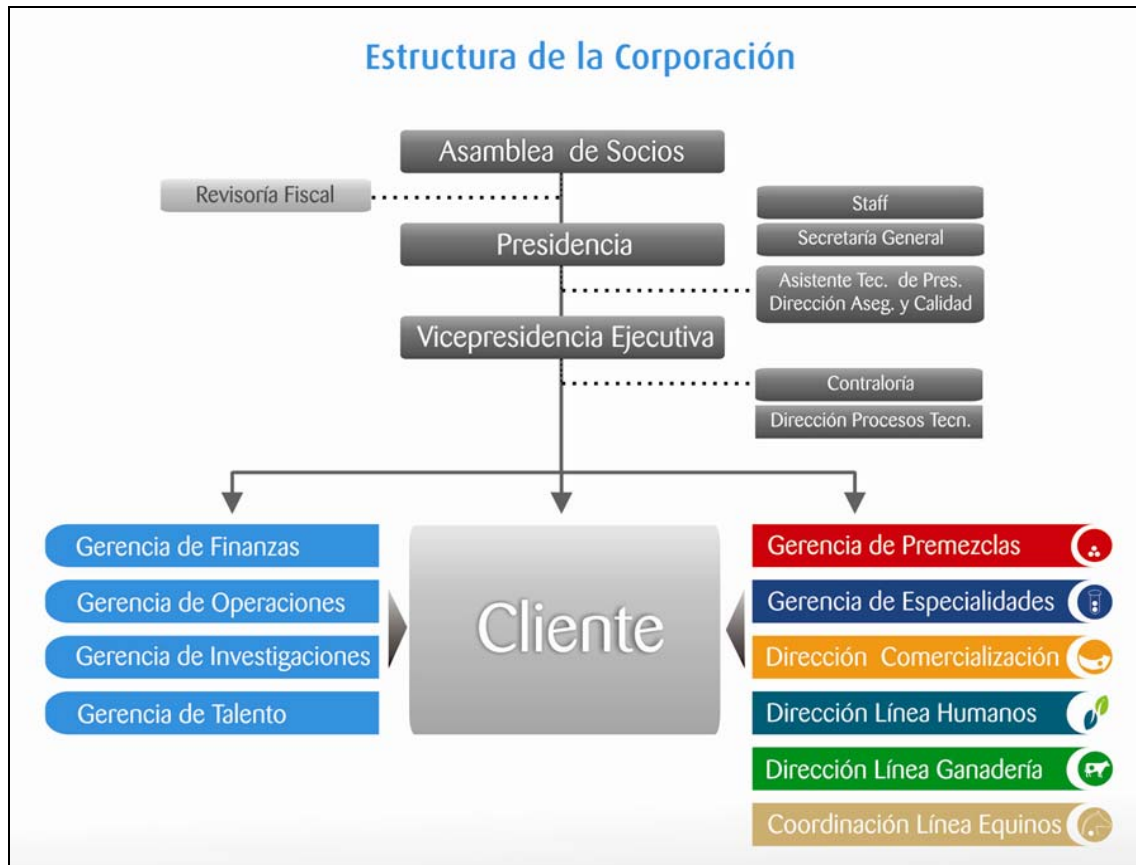 Estructura de la Corporación
Asamblea de Socios
Revisoría Fiscal
Staff
Presidencia
Secretaría General
Asistente Tec. de Pres.
Dirección Aseg. y Calidad
Vicepresidencia Ejecutiva
Contraloría
Dirección Procesos Tecn.
Gerencia de Finanzas
Gerencia de Operaciones
Gerencia de Investigaciones
Gerencia de Talento
Cliente
Gerencia de Premezclas
Gerencia de Especialidades
Dirección Comercialización
Dirección Línea Humanos
Dirección Línea Ganadería
Coordinación Línea Equinos